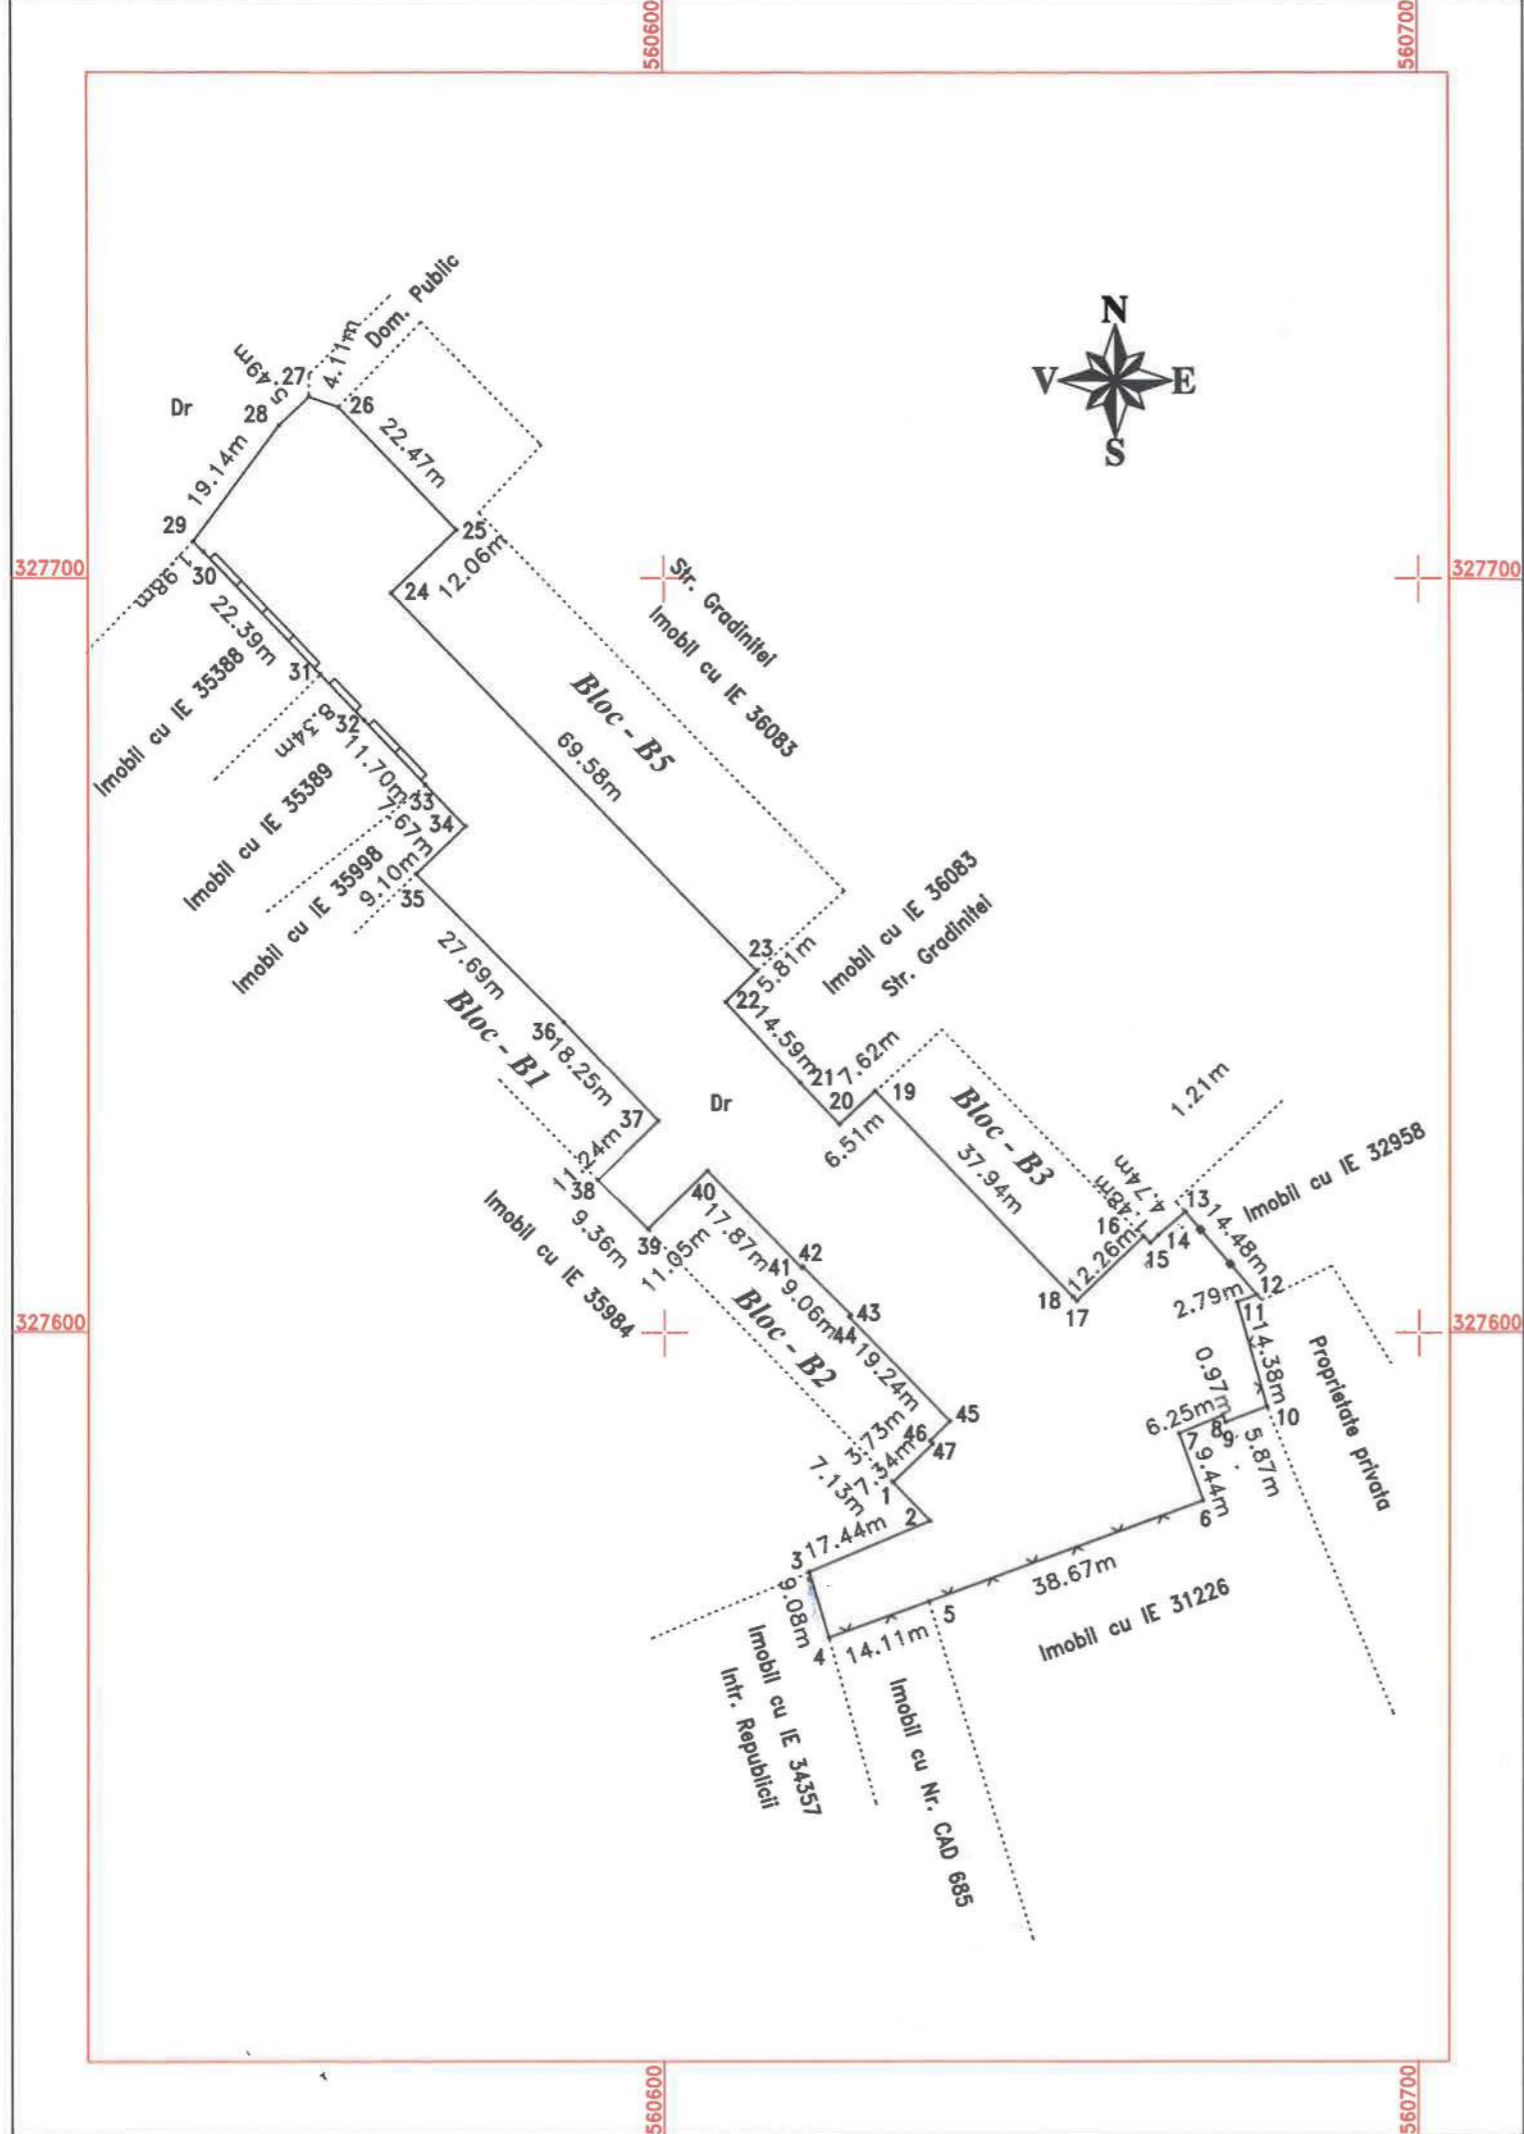 560600
560700
N
V
E
S
Dom. Public
4.11m
27
5.49m
28
26
Dr
22.47m
19.14m
29
25
12.06m
327700
327700
30
1.98m
24
Str. Gradinitei
Imobil cu IE 36083
22.39m
31
Imobil cu IE 35388
Bloc - B5
69.58m
8.34m
32
11.70m
Imobil cu IE 35389
33
7.67m
34
9.10m
35
Imobil cu IE 35998
27.69m
23
5.81m
Imobil cu IE 36083
Str. Gradinitei
22
14.59m
Bloc - B1
36
18.25m
21
7.62m
20
19
6.51m
37
Dr
Bloc - B3
37.94m
1.21m
11.24m
38
Imobil cu IE 35984
9.36m
39
11.05m
40
17.87m
4.74m
1.48m
16
15
14
13
14.48m
Imobil cu IE 32958
12.26m
18
17
12
11
2.79m
42
41
9.06m
43
44
327600
327600
Bloc - B2
19.24m
14.38m
0.97m
6.25m
Proprietate privata
10
8
9
7
5.87m
9.44m
45
46
47
3.73m
7.34m
7.13m
1
2
6
17.44m
3
9.08m
38.67m
5
4
14.11m
Imobil cu IE 31226
Imobil cu IE 34357
Intr. Republicii
Imobil cu Nr. CAD 685
560600
560700